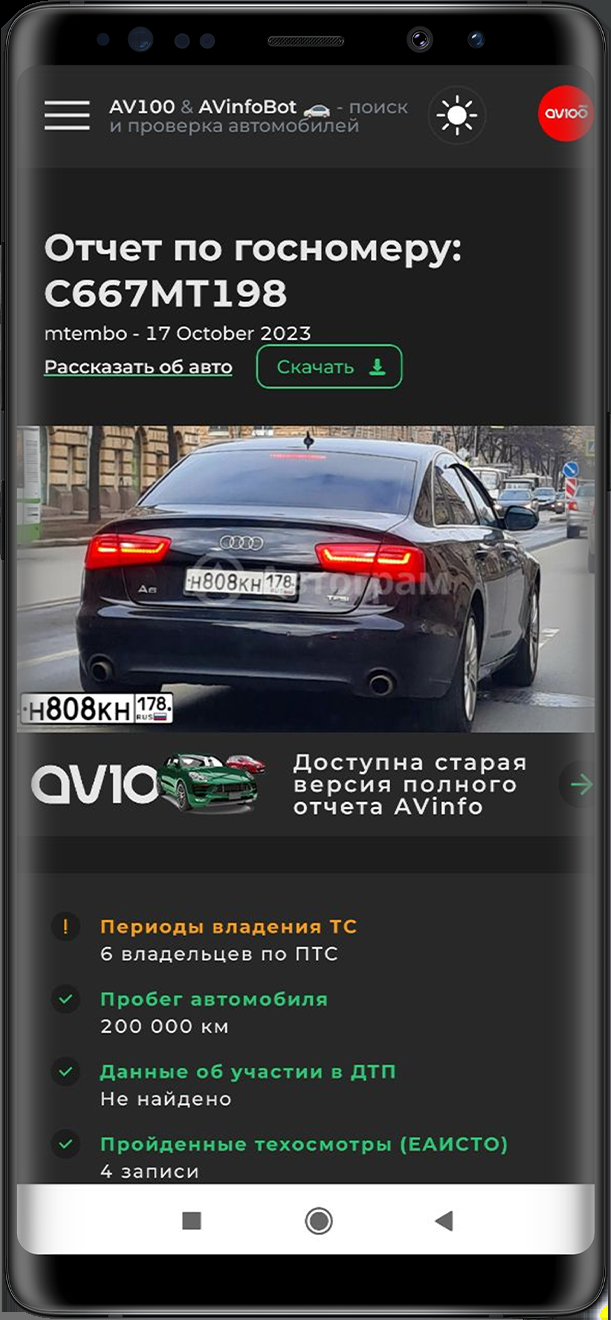 AV100 & AVinfoBot 🚗 - поиск
и проверка автомобилей
av100
Отчет по госномеру:
С667МТ198
mtembo - 17 October 2023
Рассказать об авто
Скачать
A6
н808кн 178
TFSI
Автограм
н808кн 178
RUS
av10
Доступна старая
версия полного
отчета AVinfo
Периоды владения ТС
6 владельцев по ПТС
Пробег автомобиля
200 000 км
Данные об участии в ДТП
Не найдено
Пройденные техосмотры (ЕАИСТО)
4 записи